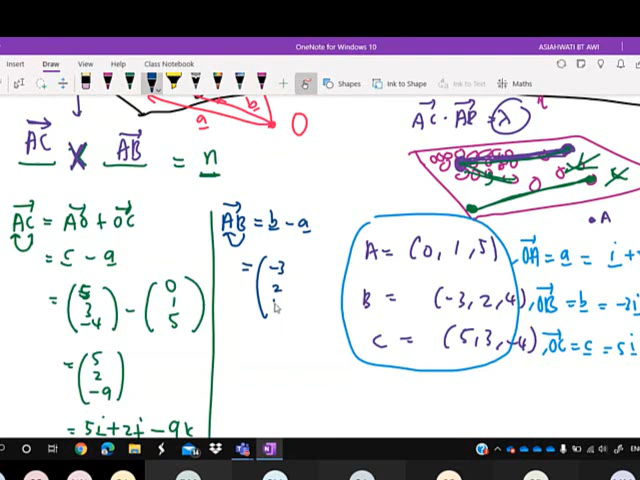 OneNote for Windows 10
ASIAHWATI BT AWI
Insert Draw View Help Class Notebook
Shapes Ink to Shape Ink to Text Maths
a b O
AC × AB = n
AC · AB = λ
A
AC = AO + OC
= c - a
= (5 3 -4) - (0 1 5)
= (5 2 -9)
= 5i + 2j - 9k
AB = b - a
= (-3 2
A = (0, 1, 5), OA = a = i +
B = (-3, 2, 4), OB = b = -3i
C = (5, 3, -4), OC = c = 5i